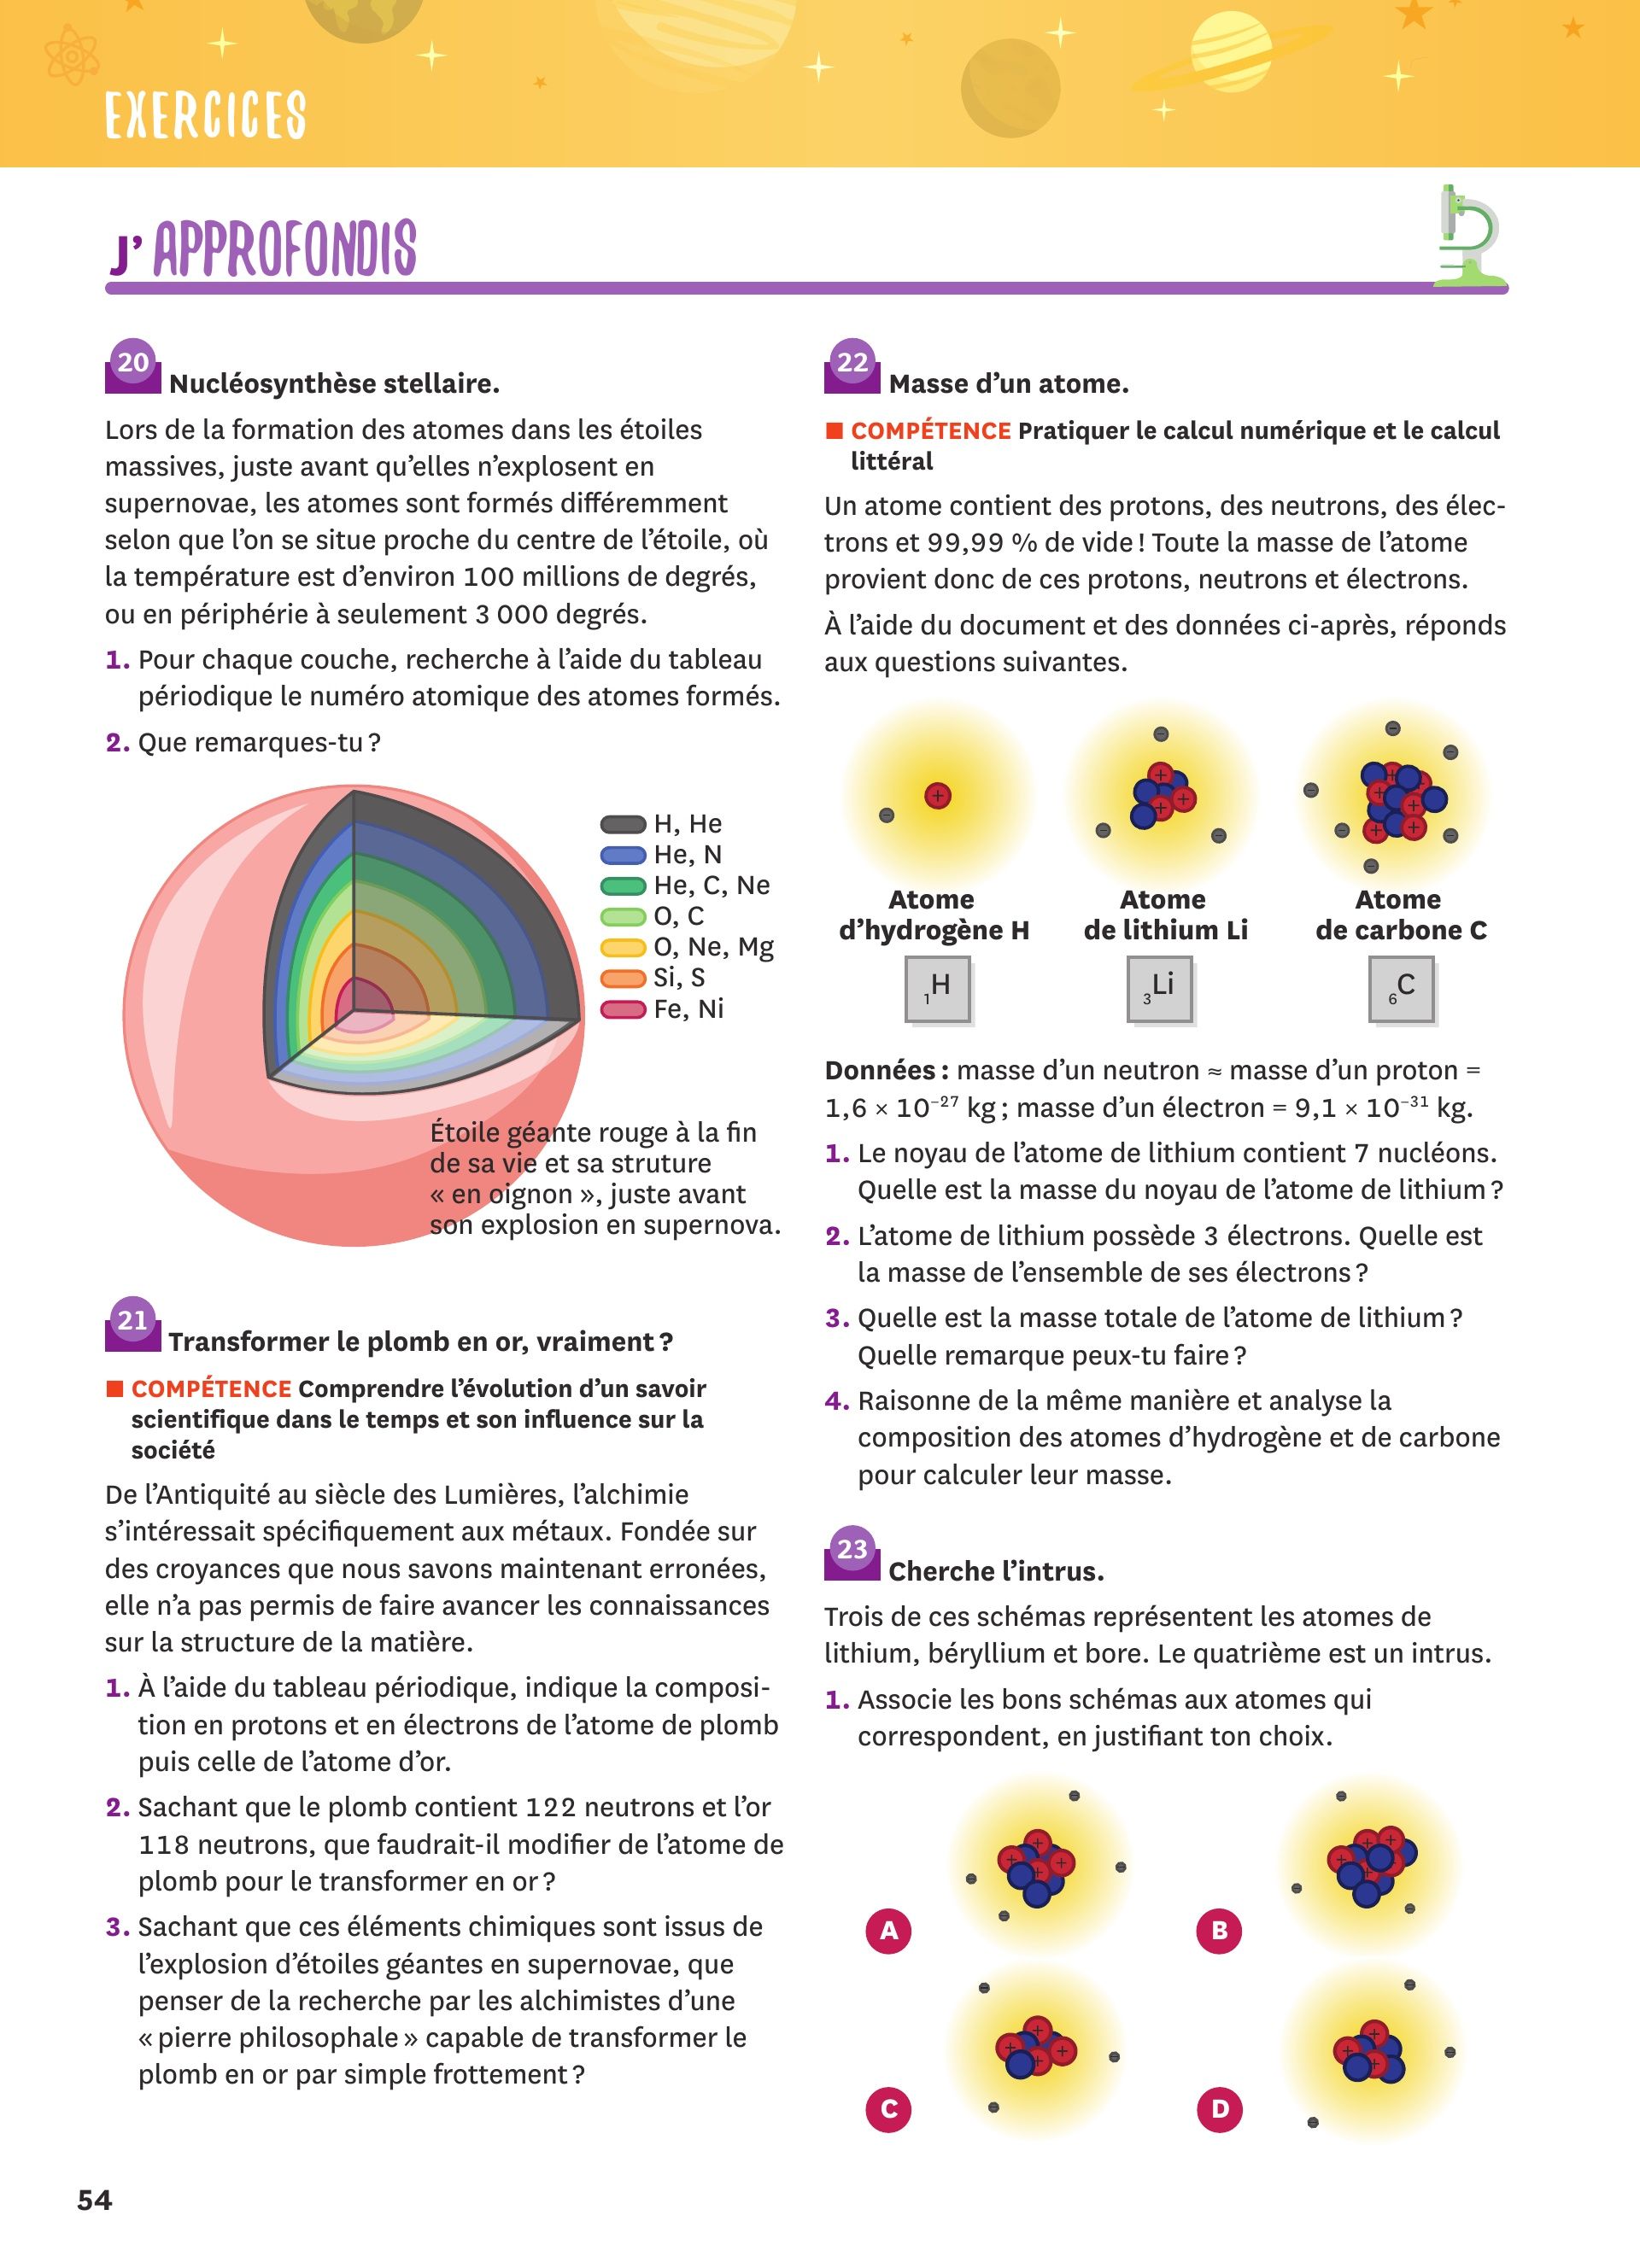 EXERCICES
J’APPROFONDIS
20 Nucléosynthèse stellaire.
Lors de la formation des atomes dans les étoiles
massives, juste avant qu’elles n’explosent en
supernovae, les atomes sont formés différemment
selon que l’on se situe proche du centre de l’étoile, où
la température est d’environ 100 millions de degrés,
ou en périphérie à seulement 3 000 degrés.
1. Pour chaque couche, recherche à l’aide du tableau
périodique le numéro atomique des atomes formés.
2. Que remarques-tu ?
H, He
He, N
He, C, Ne
O, C
O, Ne, Mg
Si, S
Fe, Ni
Étoile géante rouge à la fin
de sa vie et sa struture
« en oignon », juste avant
son explosion en supernova.
21 Transformer le plomb en or, vraiment ?
COMPÉTENCE Comprendre l’évolution d’un savoir
scientifique dans le temps et son influence sur la
société
De l’Antiquité au siècle des Lumières, l’alchimie
s’intéressait spécifiquement aux métaux. Fondée sur
des croyances que nous savons maintenant erronées,
elle n’a pas permis de faire avancer les connaissances
sur la structure de la matière.
1. À l’aide du tableau périodique, indique la composi-
tion en protons et en électrons de l’atome de plomb
puis celle de l’atome d’or.
2. Sachant que le plomb contient 122 neutrons et l’or
118 neutrons, que faudrait-il modifier de l’atome de
plomb pour le transformer en or ?
3. Sachant que ces éléments chimiques sont issus de
l’explosion d’étoiles géantes en supernovae, que
penser de la recherche par les alchimistes d’une
« pierre philosophale » capable de transformer le
plomb en or par simple frottement ?
22 Masse d’un atome.
COMPÉTENCE Pratiquer le calcul numérique et le calcul
littéral
Un atome contient des protons, des neutrons, des élec-
trons et 99,99 % de vide ! Toute la masse de l’atome
provient donc de ces protons, neutrons et électrons.
À l’aide du document et des données ci-après, réponds
aux questions suivantes.
Atome
d’hydrogène H
Atome
de lithium Li
Atome
de carbone C
₁H
₃Li
₆C
Données : masse d’un neutron ≈ masse d’un proton =
1,6 × 10⁻²⁷ kg ; masse d’un électron = 9,1 × 10⁻³¹ kg.
1. Le noyau de l’atome de lithium contient 7 nucléons.
Quelle est la masse du noyau de l’atome de lithium ?
2. L’atome de lithium possède 3 électrons. Quelle est
la masse de l’ensemble de ses électrons ?
3. Quelle est la masse totale de l’atome de lithium ?
Quelle remarque peux-tu faire ?
4. Raisonne de la même manière et analyse la
composition des atomes d’hydrogène et de carbone
pour calculer leur masse.
23 Cherche l’intrus.
Trois de ces schémas représentent les atomes de
lithium, béryllium et bore. Le quatrième est un intrus.
1. Associe les bons schémas aux atomes qui
correspondent, en justifiant ton choix.
A
B
C
D
54